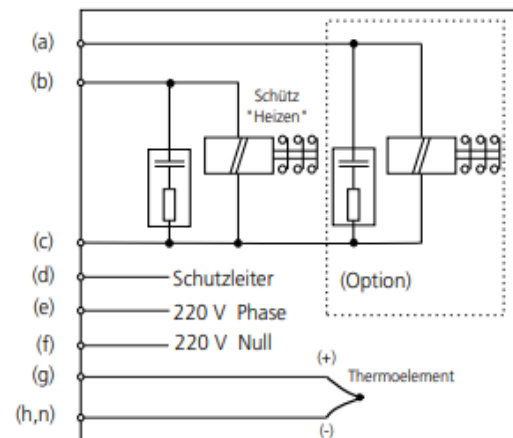 (a)
(b)
Schütz
"Heizen"
(c)
(d)
Schutzleiter
(Option)
(e)
220 V Phase
(f)
220 V Null
(g)
(+)
Thermoelement
(h,n)
(-)